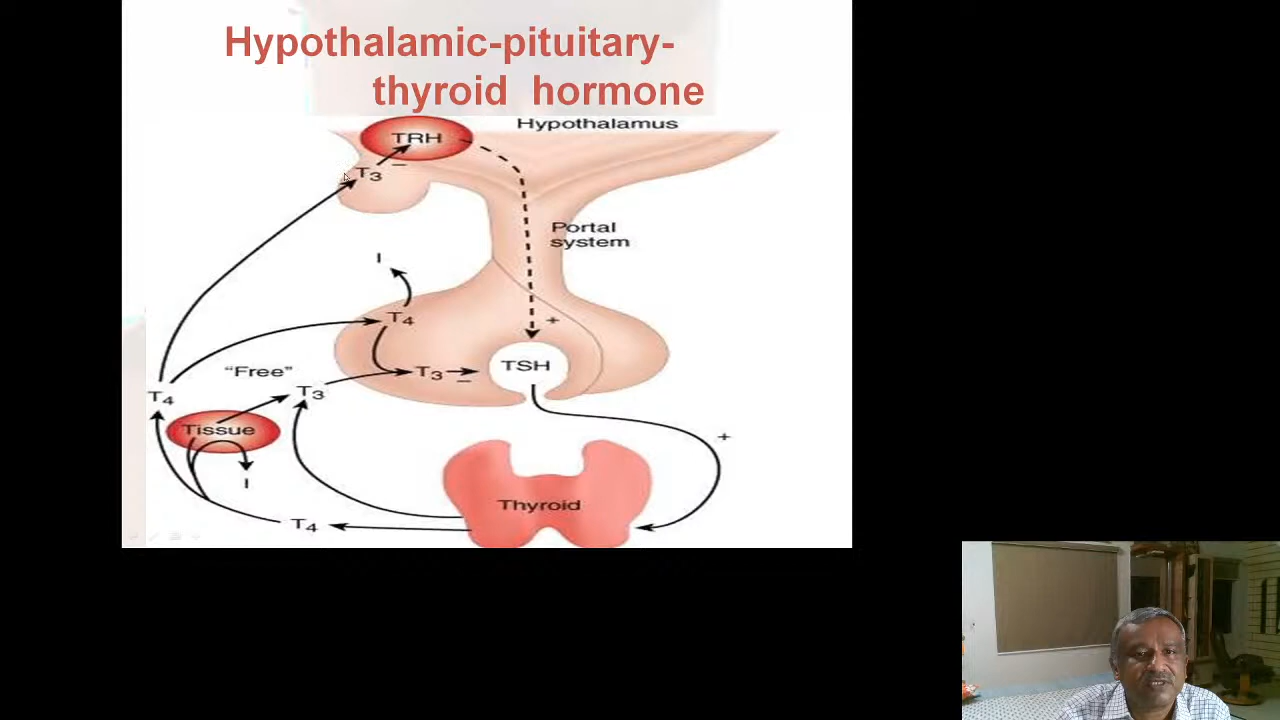 Hypothalamic-pituitary-
thyroid hormone
Hypothalamus
TRH
T3
–
Portal
system
I
T4
+
TSH
T3
–
"Free"
T3
T4
Tissue
+
I
Thyroid
T4